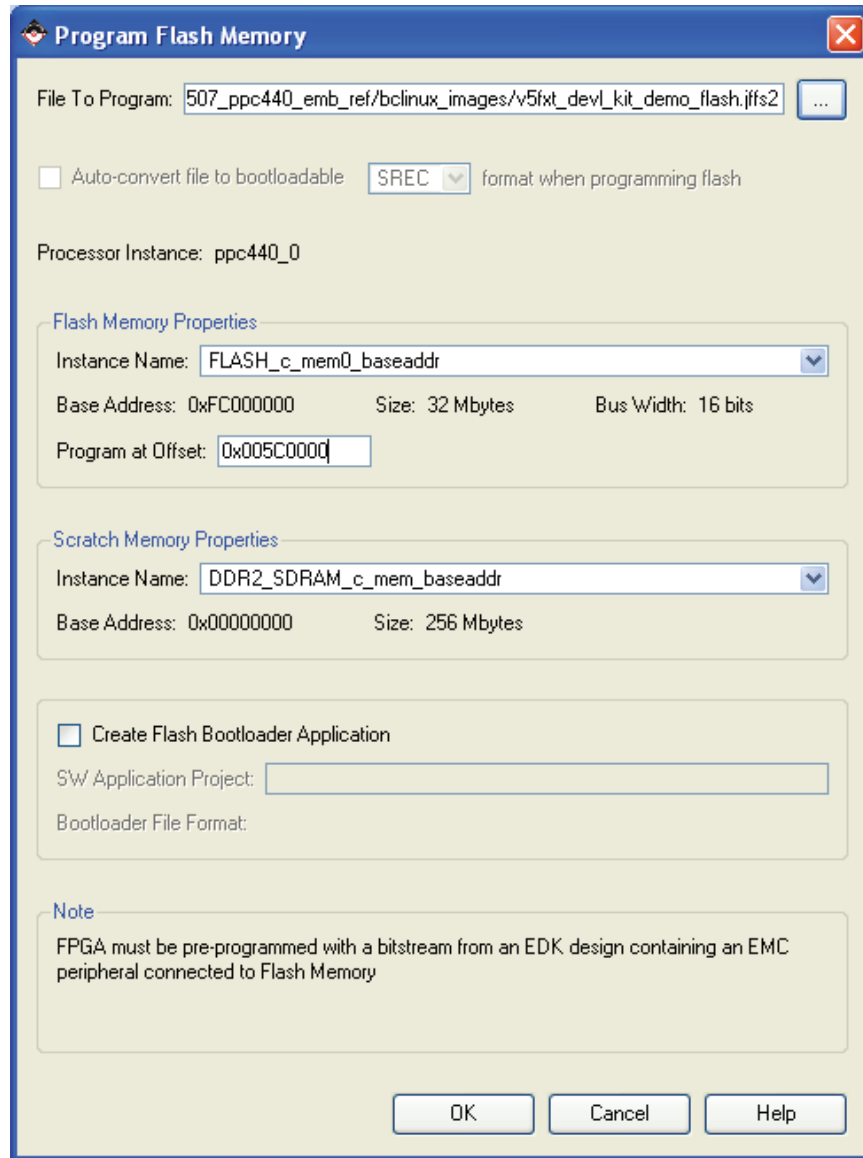 Program Flash Memory
File To Program: 507_ppc440_emb_ref/bclinux_images/v5fxt_devl_kit_demo_flash.jffs2 ...
Auto-convert file to bootloadable SREC format when programming flash
Processor Instance: ppc440_0
Flash Memory Properties
Instance Name: FLASH_c_mem0_baseaddr
Base Address: 0xFC000000 Size: 32 Mbytes Bus Width: 16 bits
Program at Offset: 0x005C0000
Scratch Memory Properties
Instance Name: DDR2_SDRAM_c_mem_baseaddr
Base Address: 0x00000000 Size: 256 Mbytes
Create Flash Bootloader Application
SW Application Project:
Bootloader File Format:
Note
FPGA must be pre-programmed with a bitstream from an EDK design containing an EMC
peripheral connected to Flash Memory
OK Cancel Help